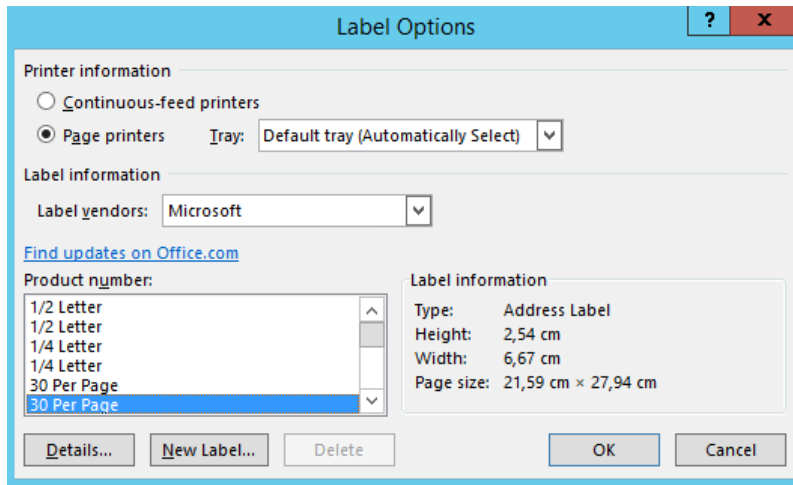 Label Options
?
x
Printer information
Continuous-feed printers
Page printers Tray: Default tray (Automatically Select)
Label information
Label vendors: Microsoft
Find updates on Office.com
Product number:
1/2 Letter
1/2 Letter
1/4 Letter
1/4 Letter
30 Per Page
30 Per Page
Label information
Type: Address Label
Height: 2,54 cm
Width: 6,67 cm
Page size: 21,59 cm × 27,94 cm
Details... New Label... Delete OK Cancel